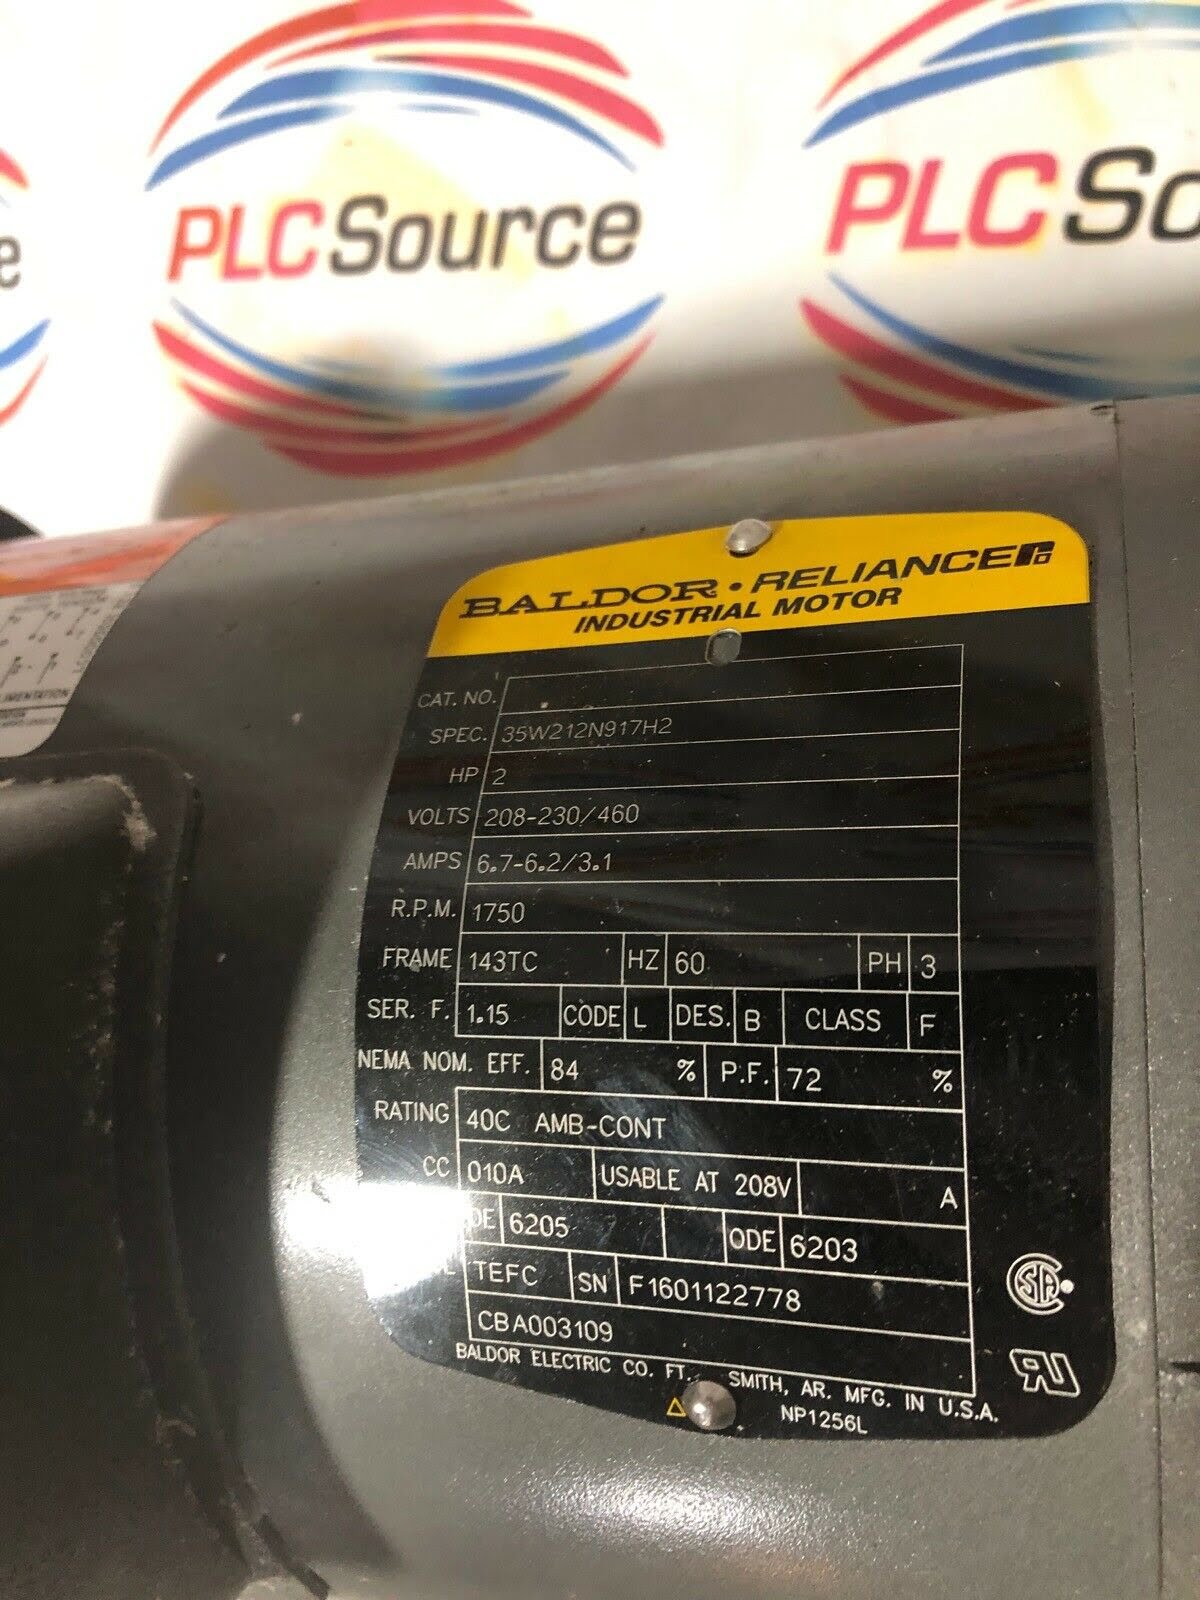 PLCSource
PLCSo
e
BALDOR • RELIANCE
INDUSTRIAL MOTOR
CAT. NO.
SPEC. 35W212N917H2
HP 2
VOLTS 208-230/460
AMPS 6.7-6.2/3.1
R.P.M. 1750
FRAME 143TC HZ 60 PH 3
SER. F. 1.15 CODE L DES. B CLASS F
NEMA NOM. EFF. 84 % P.F. 72 %
RATING 40C AMB-CONT
CC 010A USABLE AT 208V A
DE 6205 ODE 6203
TEFC SN F1601122778
CBA003109
BALDOR ELECTRIC CO. FT. SMITH, AR. MFG. IN U.S.A.
NP1256L